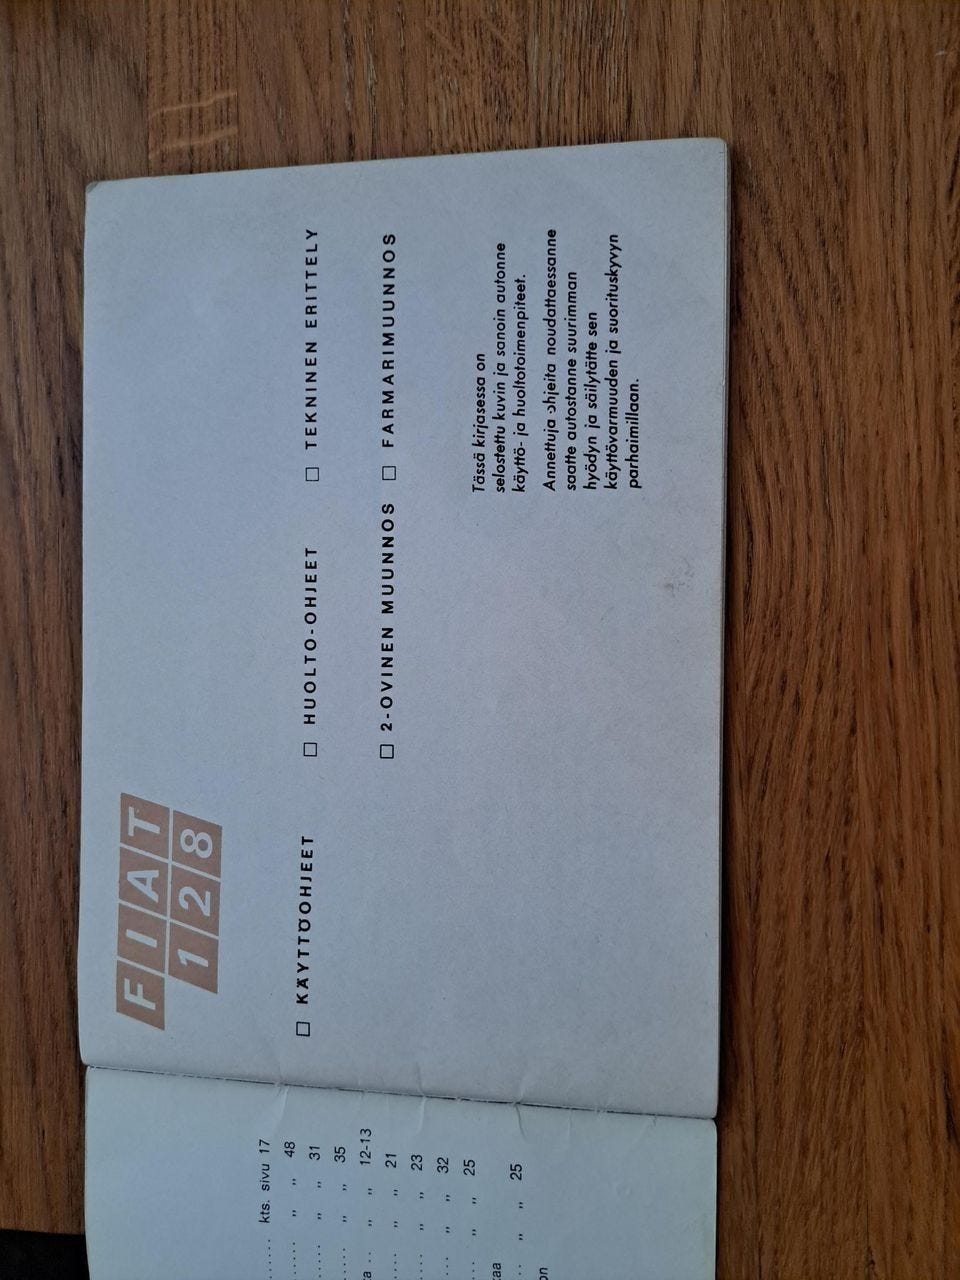 kts. sivu 17
„ „ 48
„ „ 31
„ „ 35
„ „ 12-13
„ „ 21
„ „ 23
„ „ 32
„ „ 25
„ „ 25
FIAT
128
□ KÄYTTÖOHJEET □ HUOLTO-OHJEET □ TEKNINEN ERITTELY
□ 2-OVINEN MUUNNOS □ FARMARIMUUNNOS
Tässä kirjasessa on
selostettu kuvin ja sanoin autonne
käyttö- ja huoltotoimenpiteet.
Annettuja ohjeita noudattaessanne
saatte autostanne suurimman
hyödyn ja säilytätte sen
käyttövarmuuden ja suorituskyvyn
parhaimillaan.